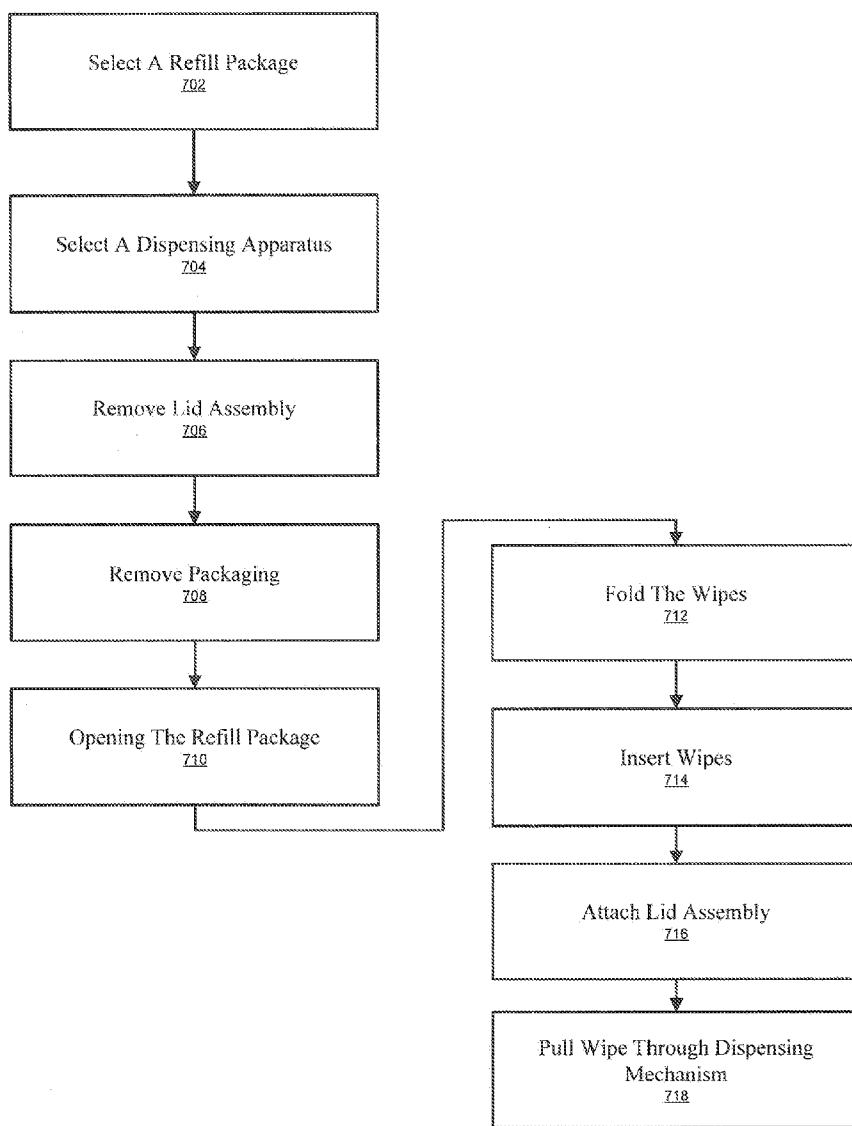 Select A Refill Package
702
Select A Dispensing Apparatus
704
Remove Lid Assembly
706
Remove Packaging
708
Opening The Refill Package
710
Fold The Wipes
712
Insert Wipes
714
Attach Lid Assembly
716
Pull Wipe Through Dispensing
Mechanism
718